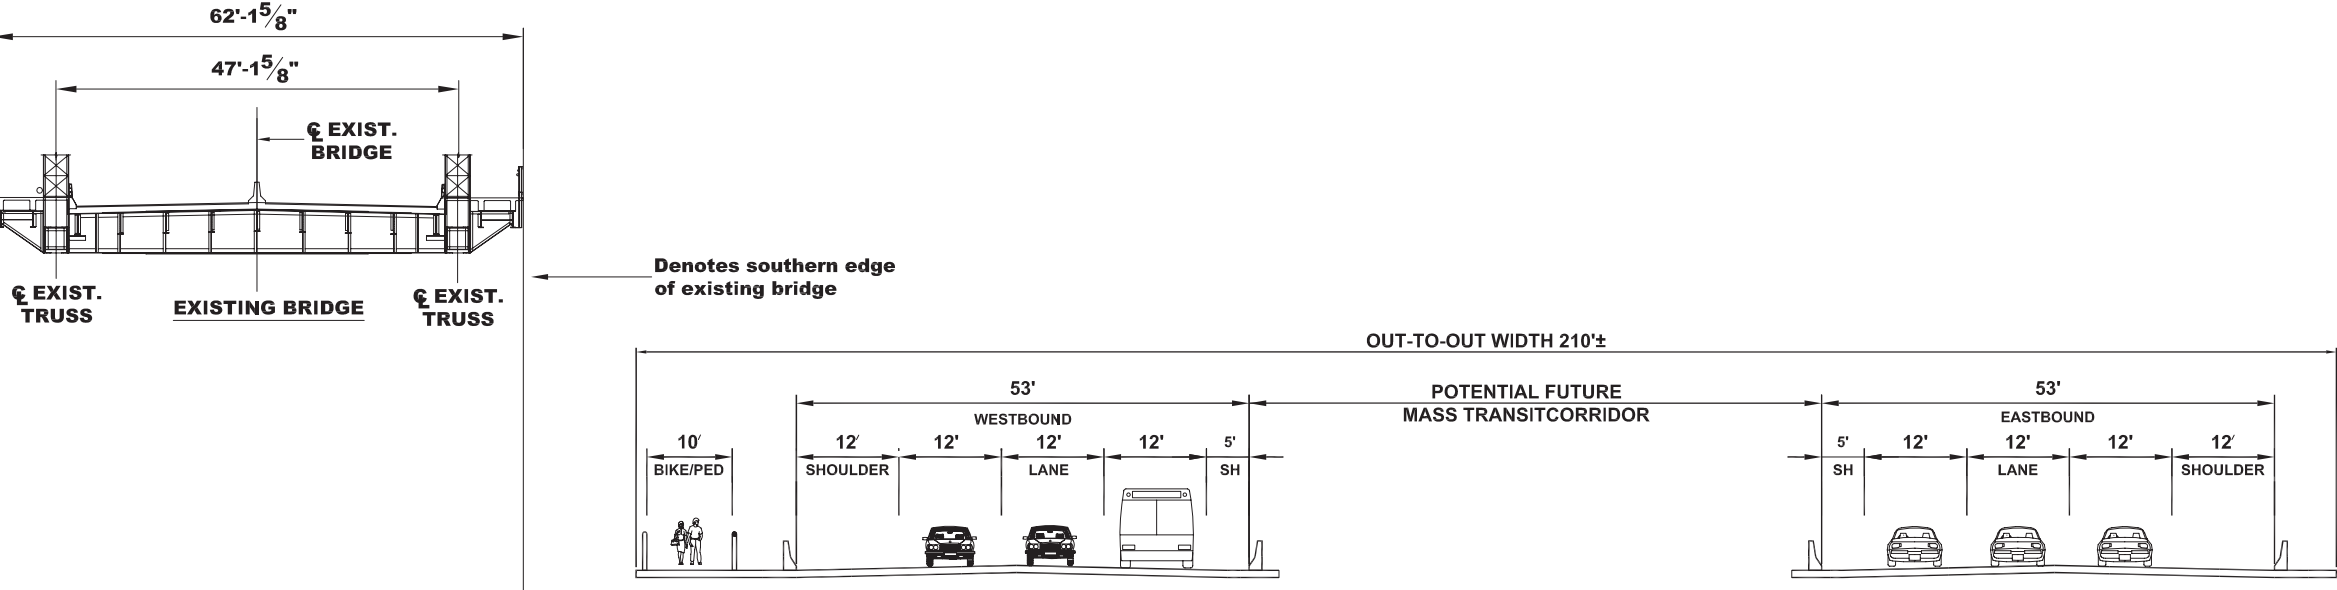 62'-1 5/8"
47'-1 5/8"
℄ EXIST.
BRIDGE
℄ EXIST.
TRUSS
EXISTING BRIDGE
℄ EXIST.
TRUSS
Denotes southern edge
of existing bridge
OUT-TO-OUT WIDTH 210'±
53'
WESTBOUND
POTENTIAL FUTURE
MASS TRANSITCORRIDOR
53'
EASTBOUND
10' 12' 12' 12' 12' 5'
BIKE/PED SHOULDER LANE SH
5' 12' 12' 12' 12'
SH LANE SHOULDER